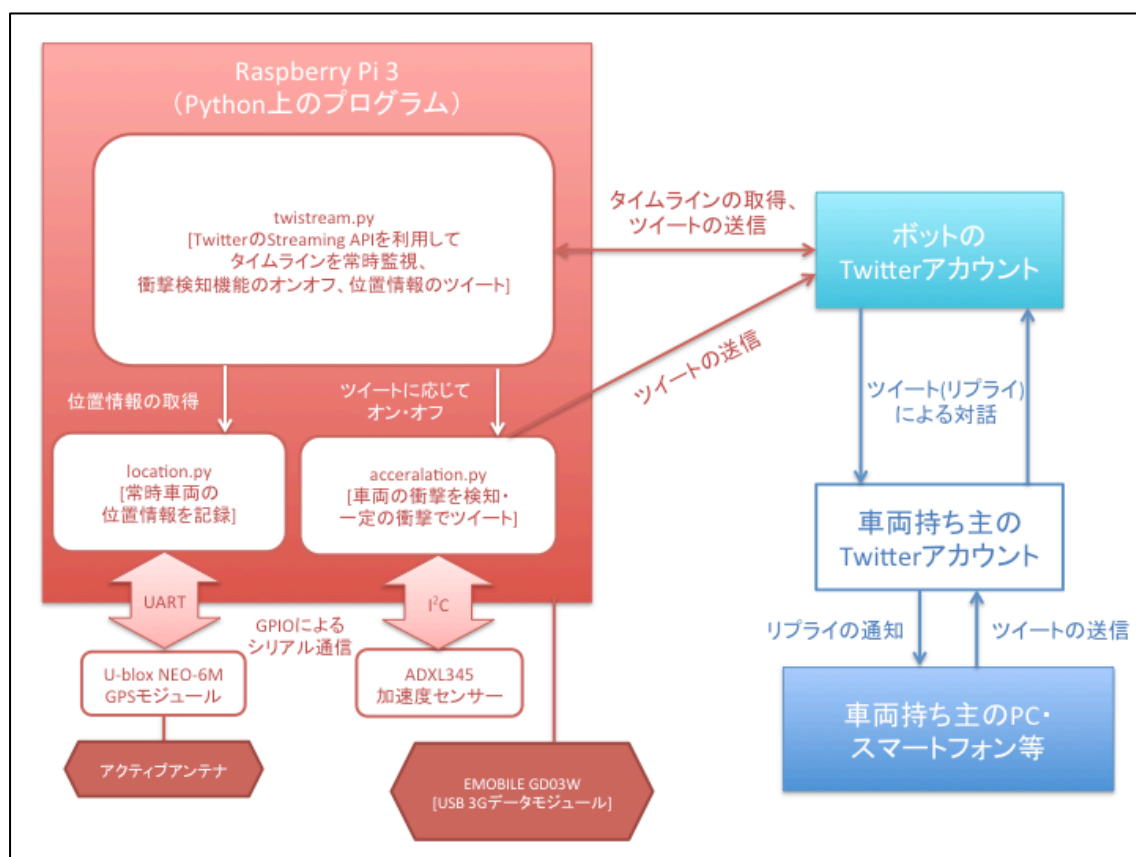 Raspberry Pi 3
（Python上のプログラム）
twistream.py
[TwitterのStreaming APIを利用して
タイムラインを常時監視、
衝撃検知機能のオンオフ、位置情報のツイート]
タイムラインの取得、
ツイートの送信
ボットの
Twitterアカウント
ツイートの送信
位置情報の取得
ツイートに応じて
オン・オフ
ツイート(リプライ)
による対話
location.py
[常時車両の
位置情報を記録]
acceralation.py
[車両の衝撃を検知・
一定の衝撃でツイート]
車両持ち主の
Twitterアカウント
UART
I²C
GPIOによる
シリアル通信
リプライの通知
ツイートの送信
U-blox NEO-6M
GPSモジュール
ADXL345
加速度センサー
車両持ち主のPC・
スマートフォン等
アクティブアンテナ
EMOBILE GD03W
[USB 3Gデータモジュール]